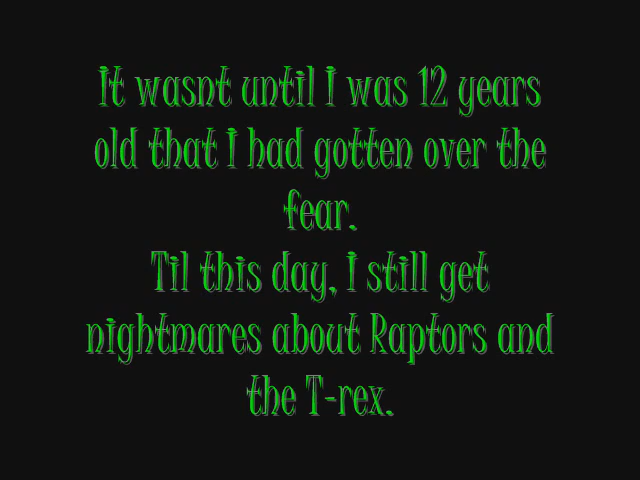 It wasnt until I was 12 years
old that I had gotten over the
fear.
Til this day, I still get
nightmares about Raptors and
the T-rex.